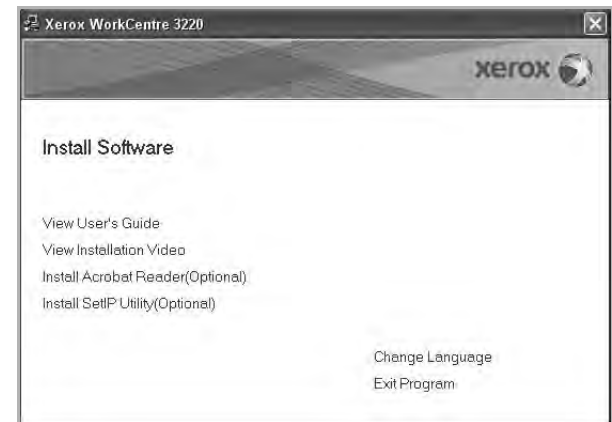 Xerox WorkCentre 3220
xerox
Install Software
View User's Guide
View Installation Video
Install Acrobat Reader(Optional)
Install SetIP Utility(Optional)
Change Language
Exit Program